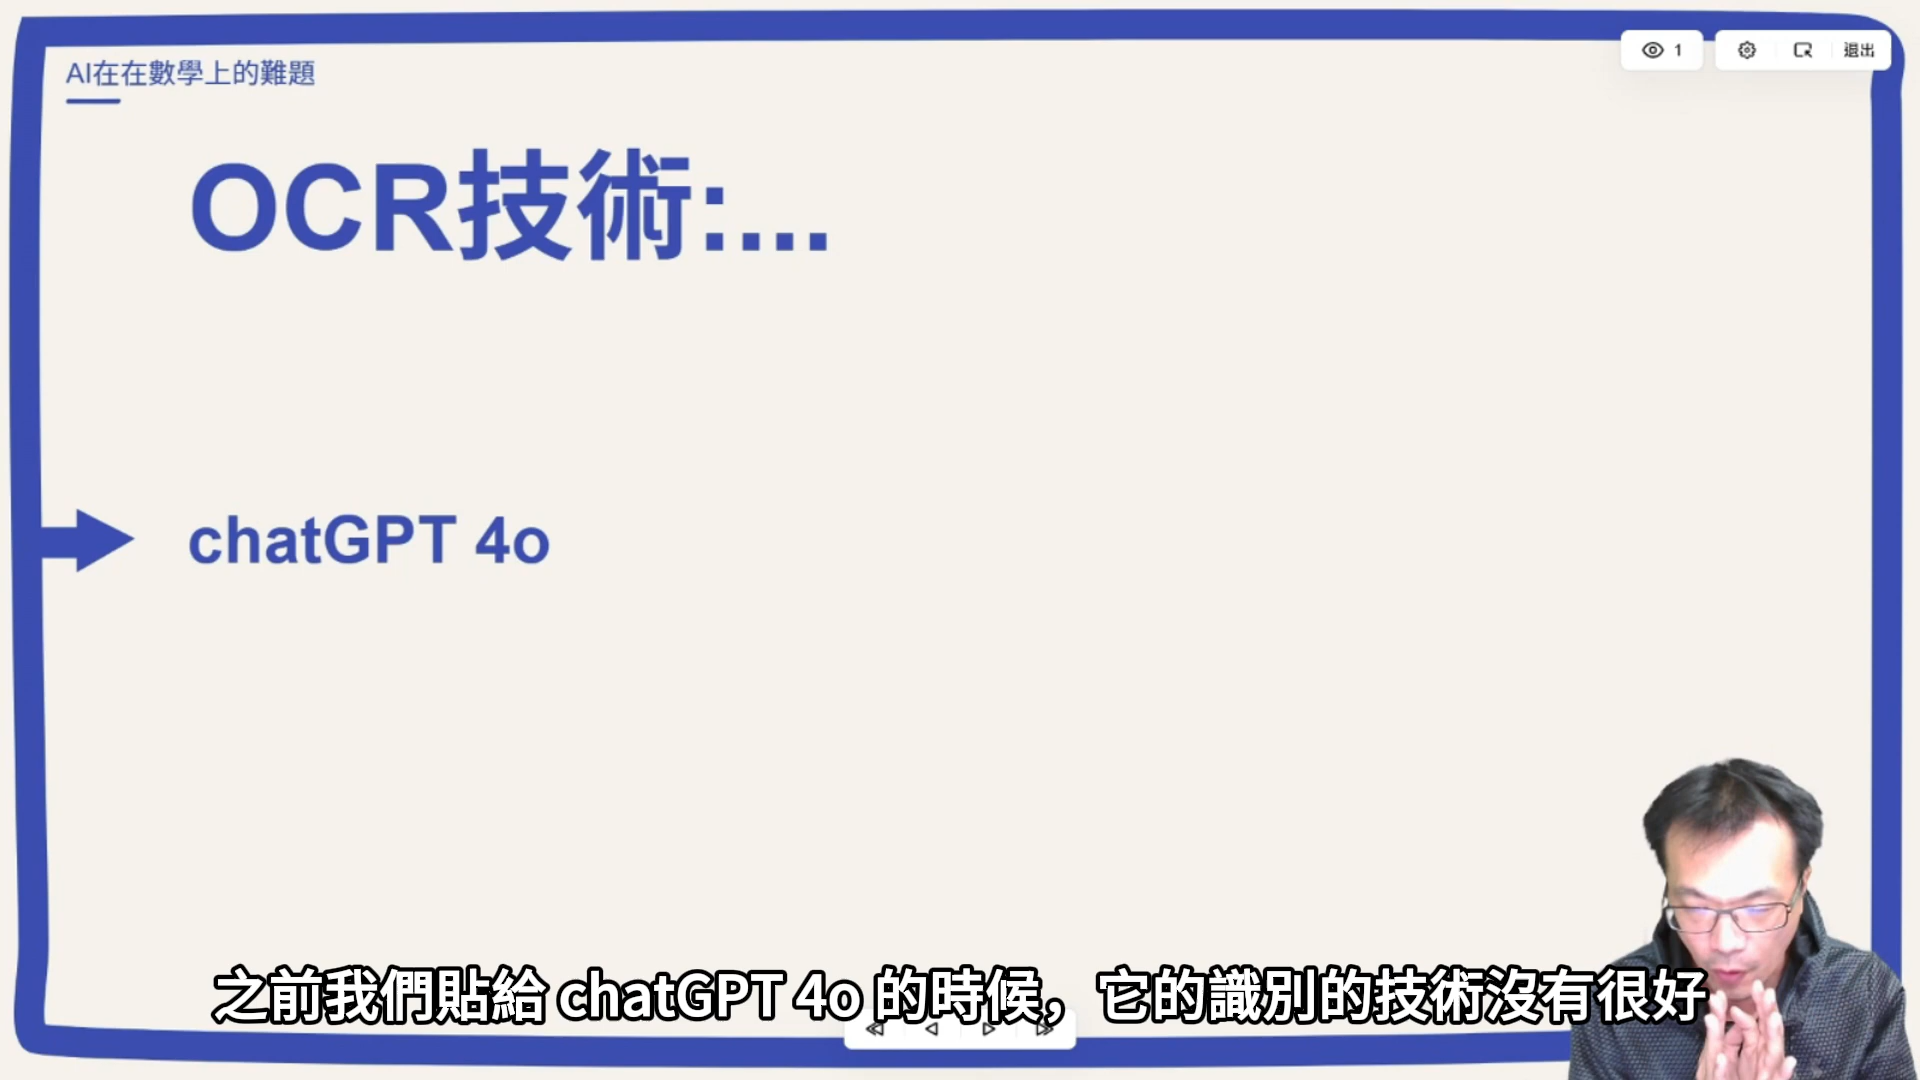 AI在在數學上的難題
1
退出
OCR技術:...
chatGPT 4o
之前我們貼給 chatGPT 4o 的時候，它的識別的技術沒有很好